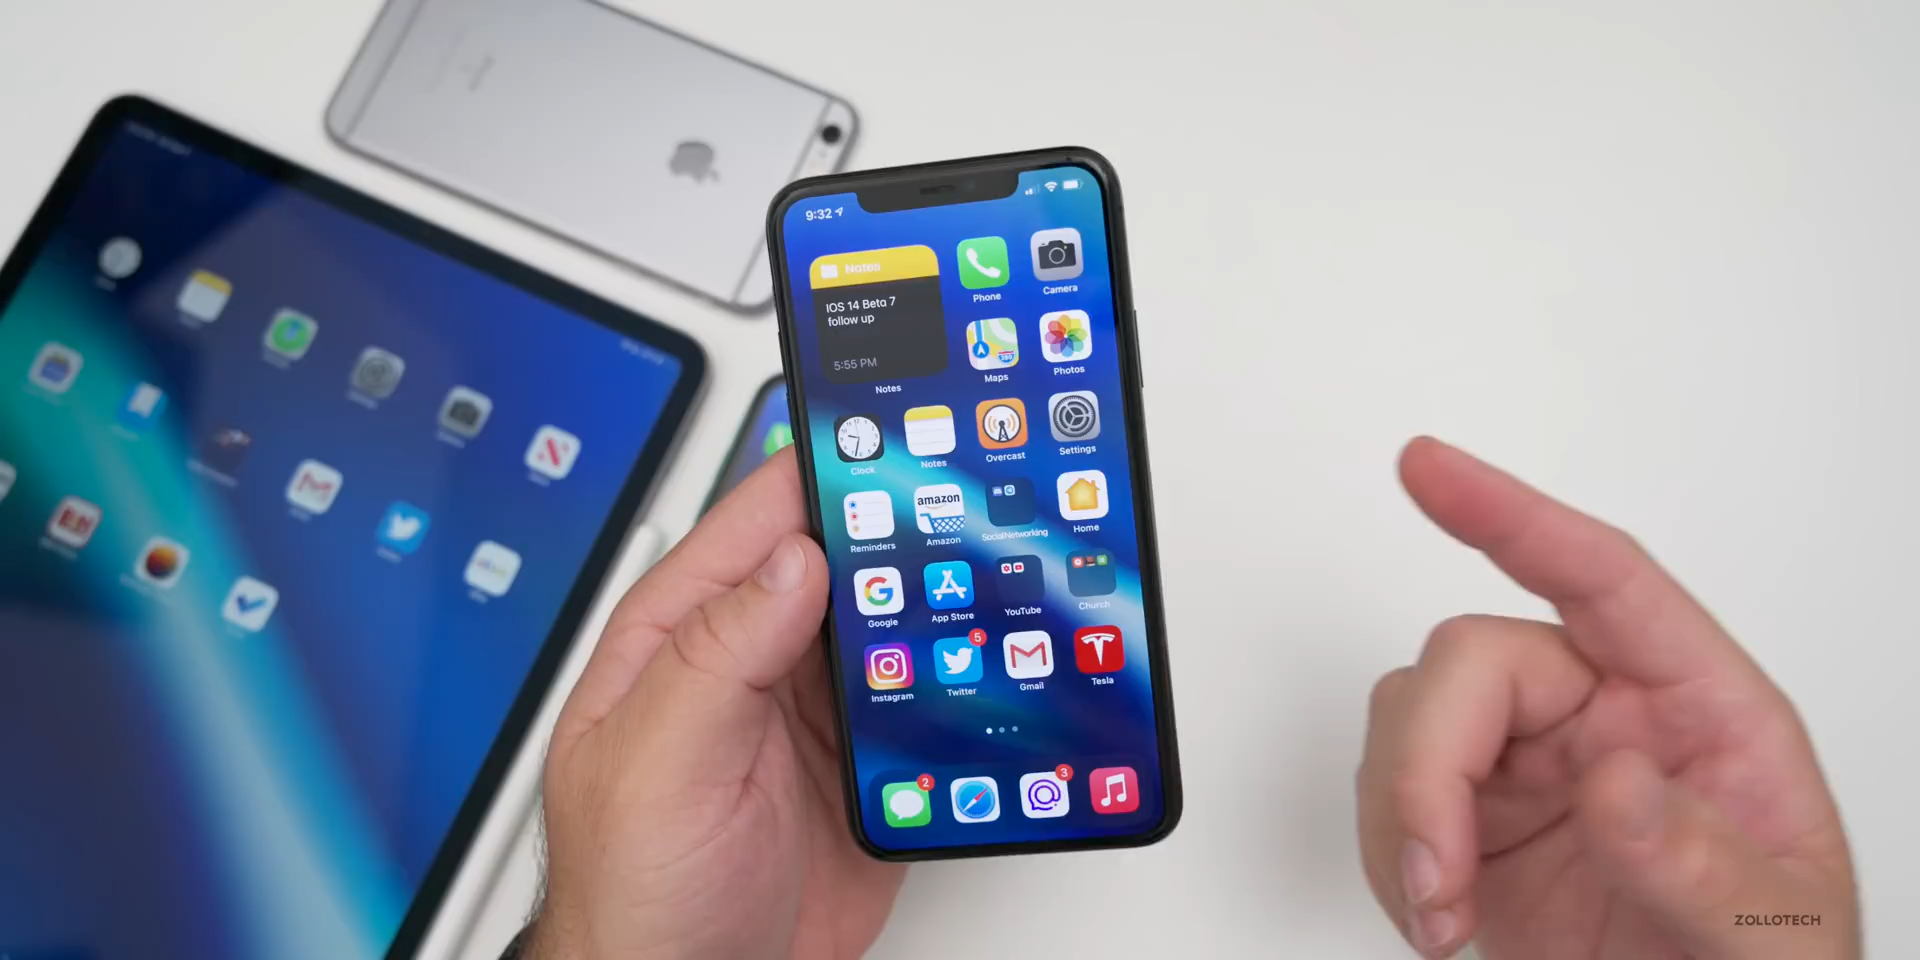 9:32
Notes
IOS 14 Beta 7
follow up
5:55 PM
Notes
Phone
Camera
280
Maps
Photos
Clock
Notes
Overcast
Settings
Reminders
amazon
Amazon
SocialNetworking
Home
Google
App Store
YouTube
Church
5
Instagram
Twitter
Gmail
Tesla
2
3
ZOLLOTECH